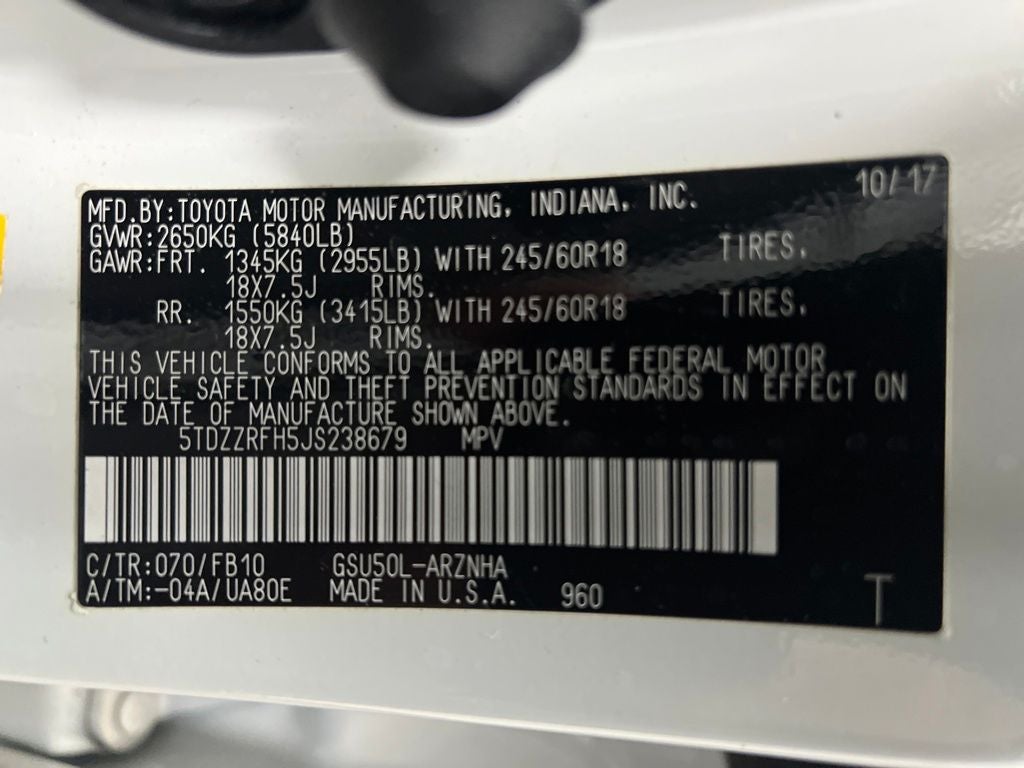 10/17
MFD.BY:TOYOTA MOTOR MANUFACTURING, INDIANA, INC.
GVWR:2650KG (5840LB)
GAWR:FRT. 1345KG (2955LB) WITH 245/60R18 TIRES,
18X7.5J RIMS.
RR. 1550KG (3415LB) WITH 245/60R18 TIRES,
18X7.5J RIMS.
THIS VEHICLE CONFORMS TO ALL APPLICABLE FEDERAL MOTOR
VEHICLE SAFETY AND THEFT PREVENTION STANDARDS IN EFFECT ON
THE DATE OF MANUFACTURE SHOWN ABOVE.
5TDZZRFH5JS238679 MPV
C/TR:070/FB10 GSU50L-ARZNHA
A/TM:-04A/UA80E MADE IN U.S.A. 960 T